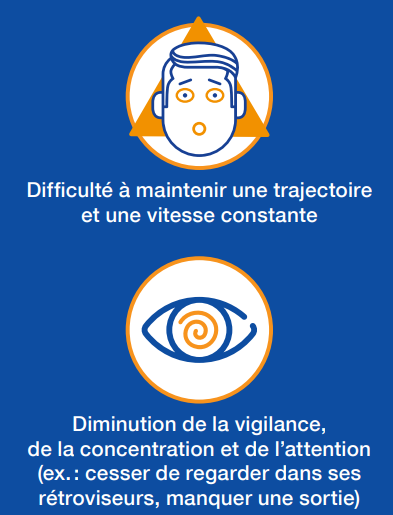 Difficulté à maintenir une trajectoire
et une vitesse constante
Diminution de la vigilance,
de la concentration et de l’attention
(ex. : cesser de regarder dans ses
rétroviseurs, manquer une sortie)